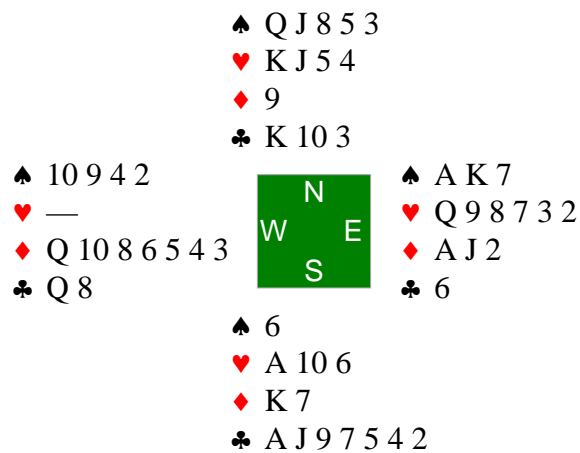 ♠ Q J 8 5 3
♥ K J 5 4
♦ 9
♣ K 10 3
♠ 10 9 4 2
♥ —
♦ Q 10 8 6 5 4 3
♣ Q 8
N
W E
S
♠ A K 7
♥ Q 9 8 7 3 2
♦ A J 2
♣ 6
♠ 6
♥ A 10 6
♦ K 7
♣ A J 9 7 5 4 2